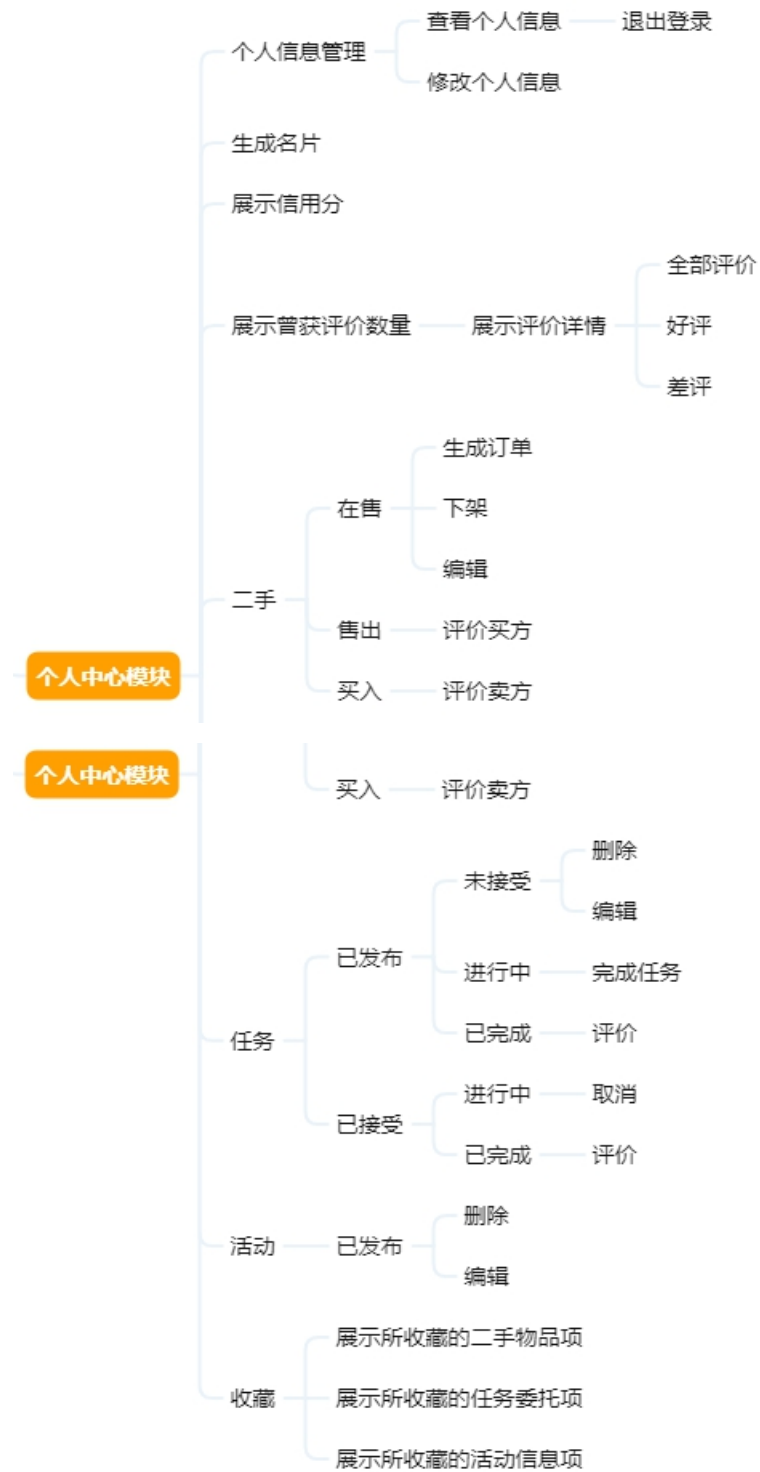 查看个人信息 退出登录
个人信息管理
修改个人信息
生成名片
展示信用分
全部评价
展示曾获评价数量 展示评价详情 好评
差评
生成订单
在售 下架
编辑
二手
售出 评价买方
个人中心模块
买入 评价卖方
个人中心模块
买入 评价卖方
删除
未接受
编辑
已发布
进行中 完成任务
已完成 评价
任务
进行中 取消
已接受
已完成 评价
删除
活动 已发布
编辑
展示所收藏的二手物品项
收藏 展示所收藏的任务委托项
展示所收藏的活动信息项